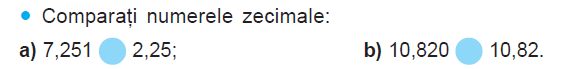 • Comparați numerele zecimale:
a) 7,251 2,25; b) 10,820 10,82.